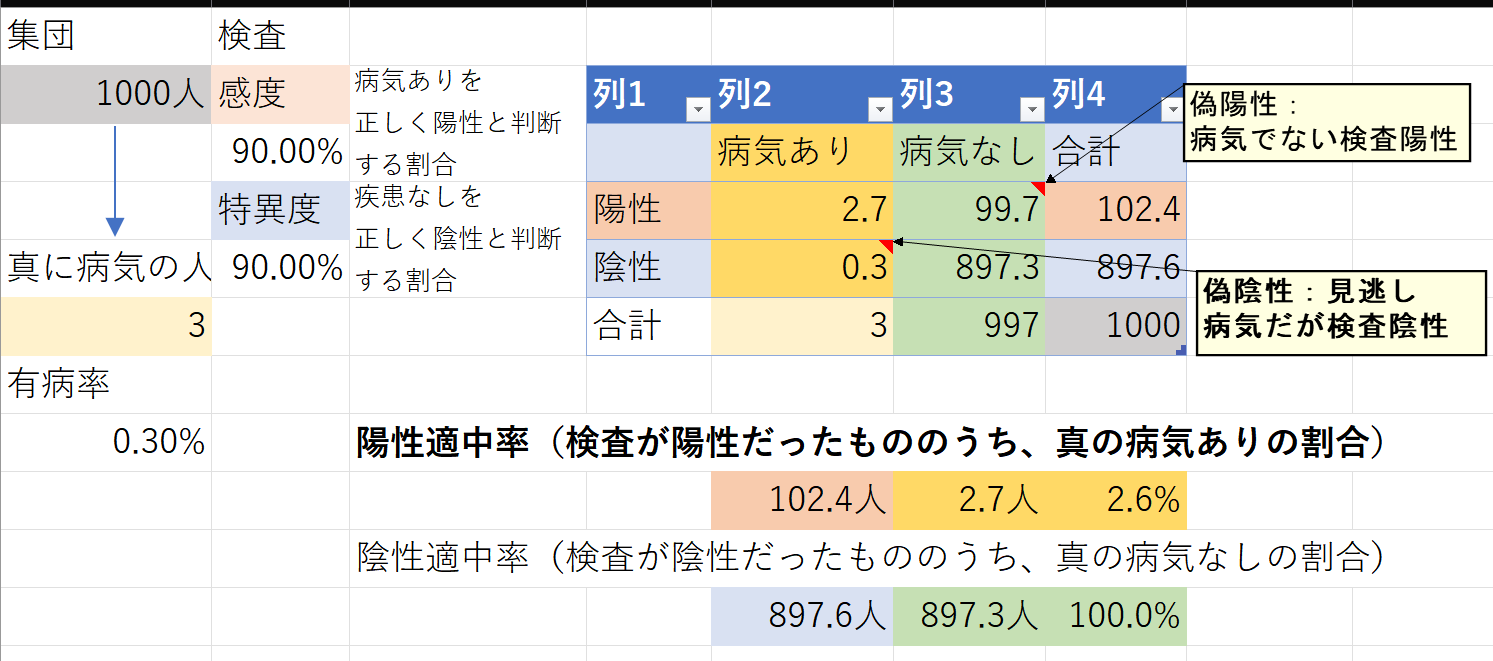 集団 検査
1000人 感度 病気ありを
正しく陽性と判断
する割合
90.00%
特異度 疾患なしを
正しく陰性と判断
する割合
真に病気の人 90.00%
3
有病率
0.30%
列1 列2 列3 列4
病気あり 病気なし 合計
陽性 2.7 99.7 102.4
陰性 0.3 897.3 897.6
合計 3 997 1000
偽陽性：
病気でない検査陽性
偽陰性：見逃し
病気だが検査陰性
陽性適中率（検査が陽性だったもののうち、真の病気ありの割合）
102.4人 2.7人 2.6%
陰性適中率（検査が陰性だったもののうち、真の病気なしの割合）
897.6人 897.3人 100.0%